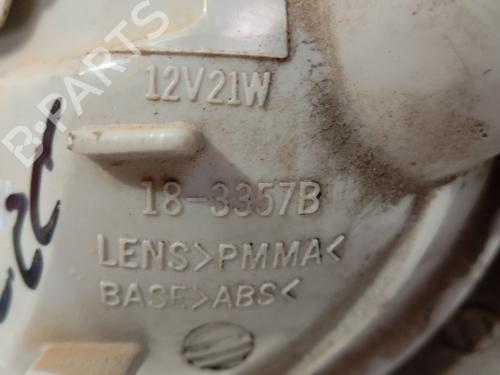 B-PARTS
12V21W
18-3357B
LENS>PMMA<
BASE>ABS<